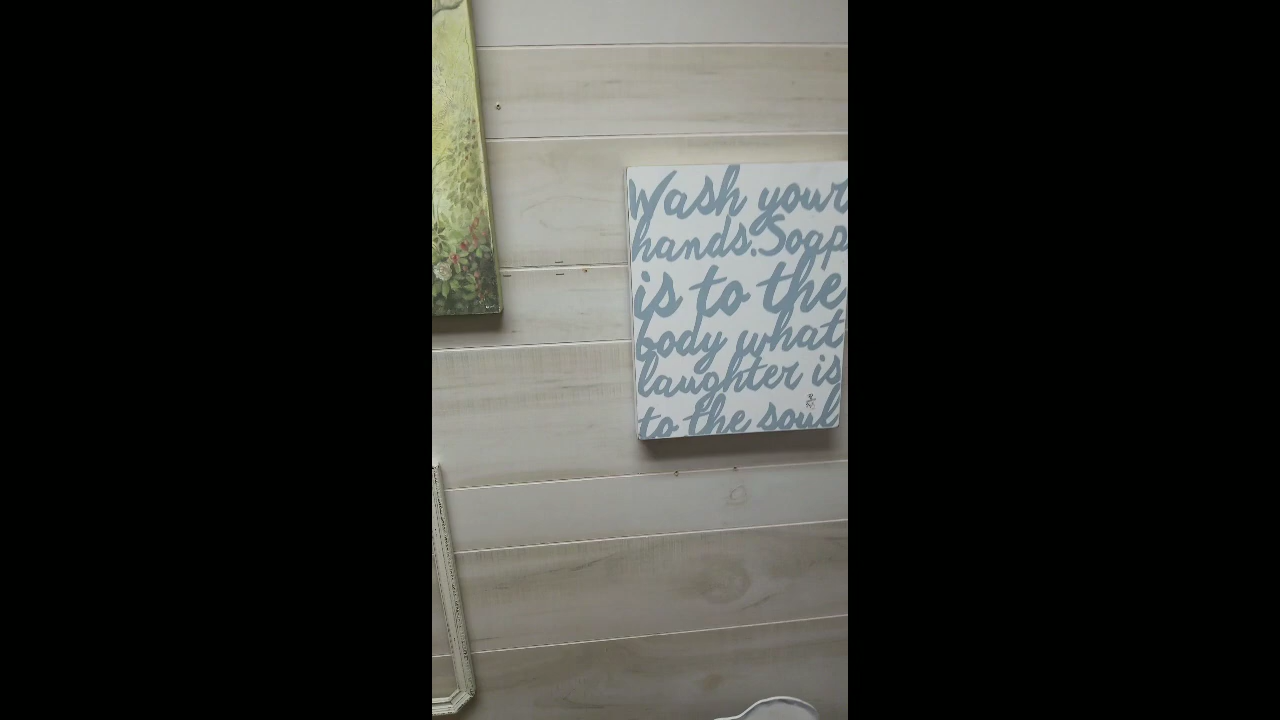 Wash your
hands. Soap
is to the
body what
laughter is
to the soul